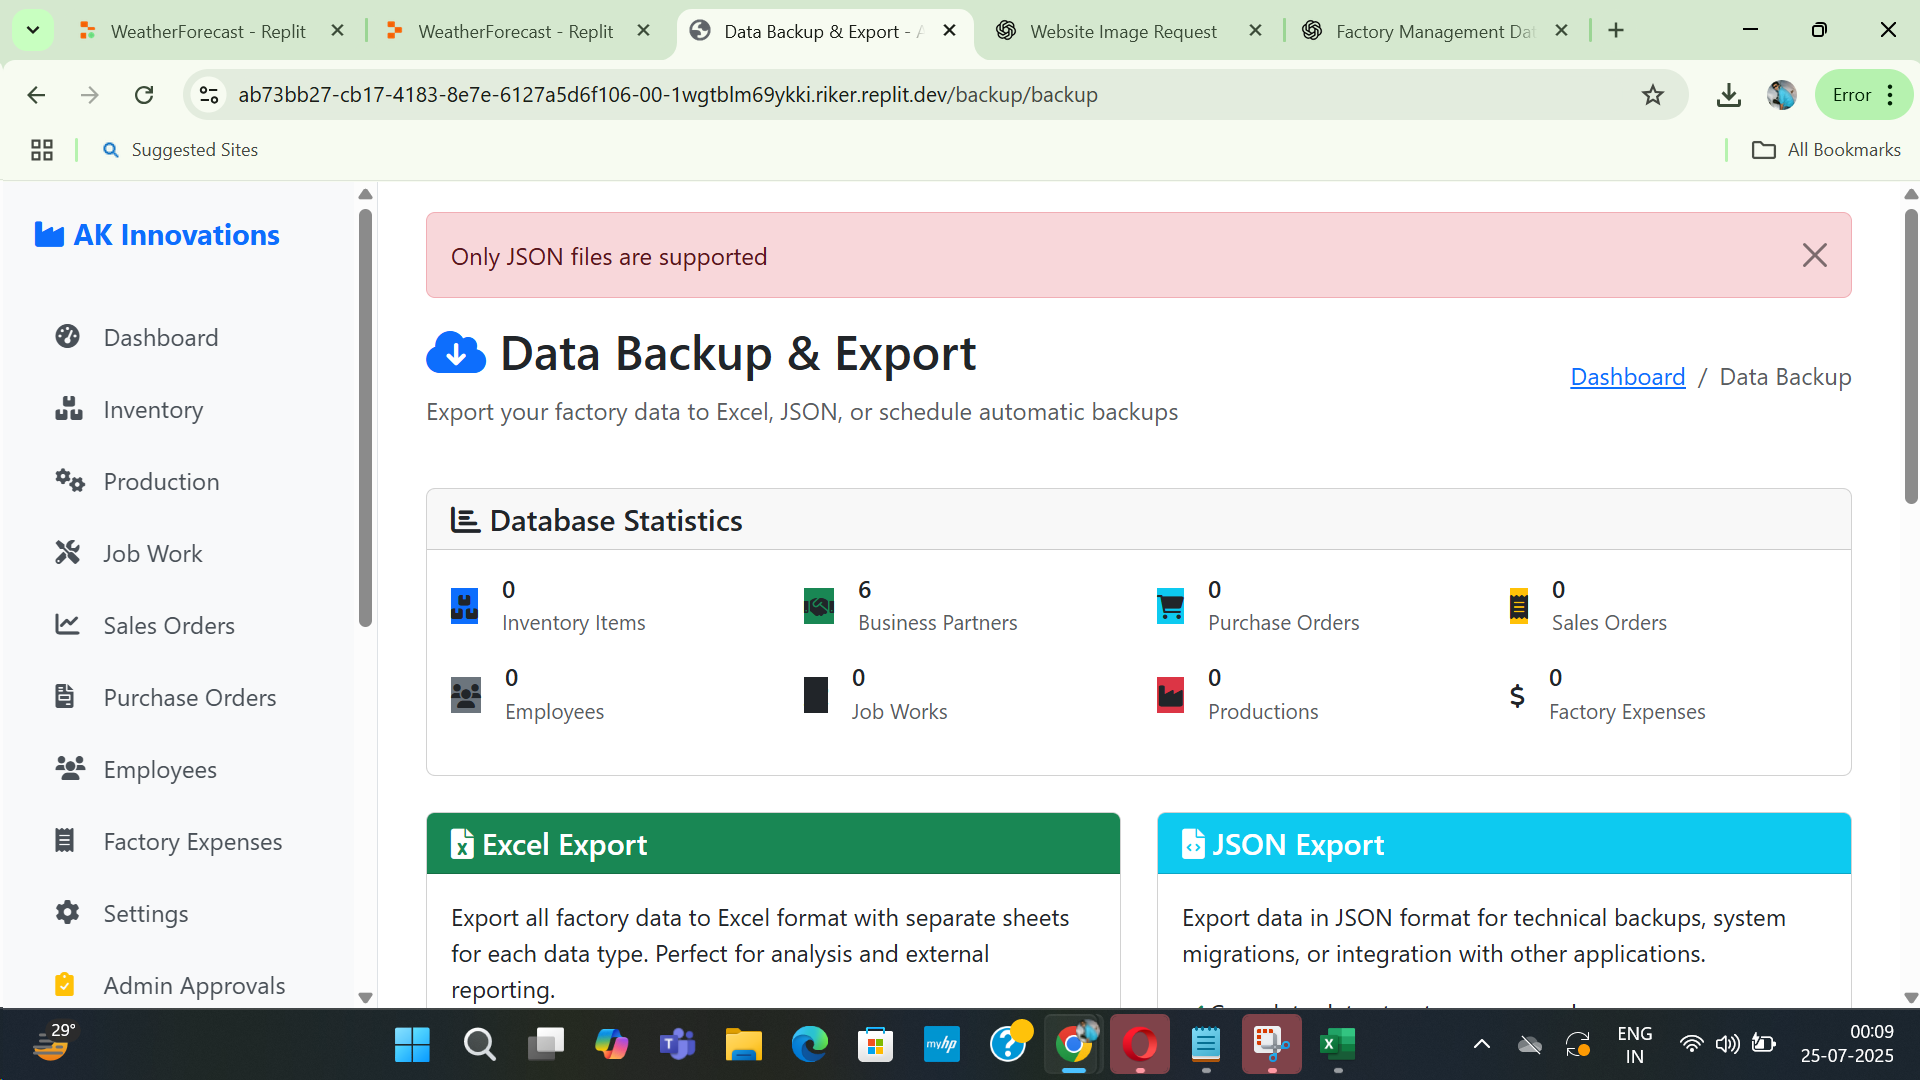 WeatherForecast - Replit
WeatherForecast - Replit
Data Backup & Export -
Website Image Request
Factory Management Dat
ab73bb27-cb17-4183-8e7e-6127a5d6f106-00-1wgtblm69ykki.riker.replit.dev/backup/backup
Error
Suggested Sites
All Bookmarks
AK Innovations
Dashboard
Inventory
Production
Job Work
Sales Orders
Purchase Orders
Employees
Factory Expenses
Settings
Admin Approvals
Only JSON files are supported
Data Backup & Export
Dashboard / Data Backup
Export your factory data to Excel, JSON, or schedule automatic backups
Database Statistics
0
Inventory Items
6
Business Partners
0
Purchase Orders
0
Sales Orders
0
Employees
0
Job Works
0
Productions
0
Factory Expenses
Excel Export
Export all factory data to Excel format with separate sheets
for each data type. Perfect for analysis and external
reporting.
JSON Export
Export data in JSON format for technical backups, system
migrations, or integration with other applications.
29°
myhp
ENG
IN
00:09
25-07-2025